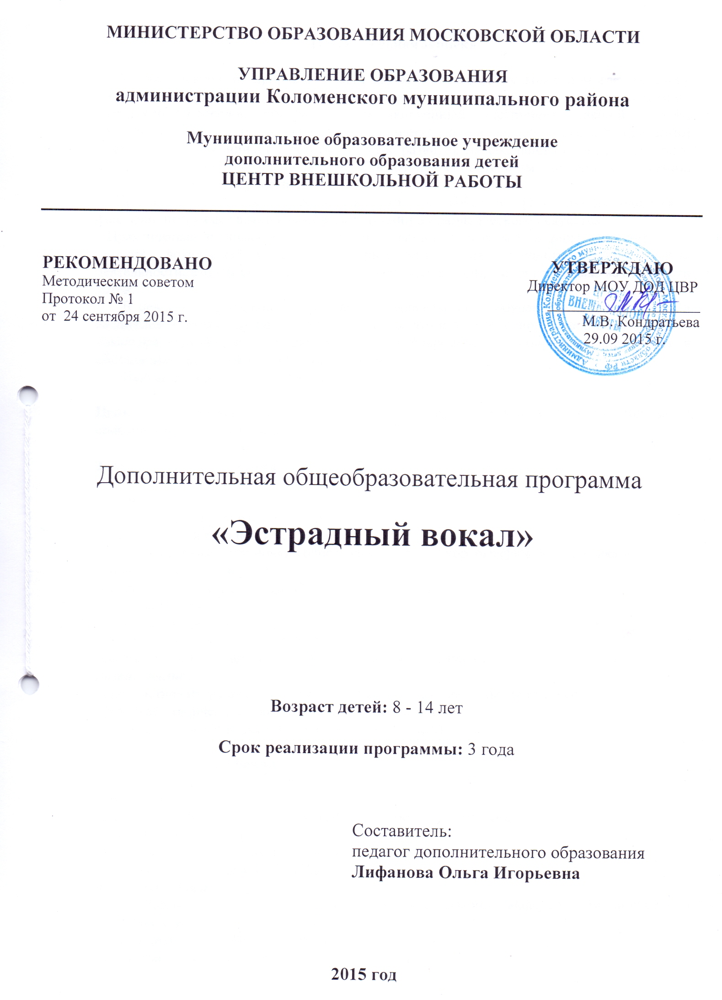 МИНИСТЕРСТВО ОБРАЗОВАНИЯ МОСКОВСКОЙ ОБЛАСТИ
УПРАВЛЕНИЕ ОБРАЗОВАНИЯ
администрации Коломенского муниципального района
Муниципальное образовательное учреждение
дополнительного образования детей
ЦЕНТР ВНЕШКОЛЬНОЙ РАБОТЫ
РЕКОМЕНДОВАНО
Методическим советом
Протокол № 1
от 24 сентября 2015 г.
УТВЕРЖДАЮ
Директор МОУ ДОД ЦВР
М.В. Кондратьева
29.09 2015 г.
Дополнительная общеобразовательная программа
«Эстрадный вокал»
Возраст детей: 8 - 14 лет
Срок реализации программы: 3 года
Составитель:
педагог дополнительного образования
Лифанова Ольга Игорьевна
2015 год